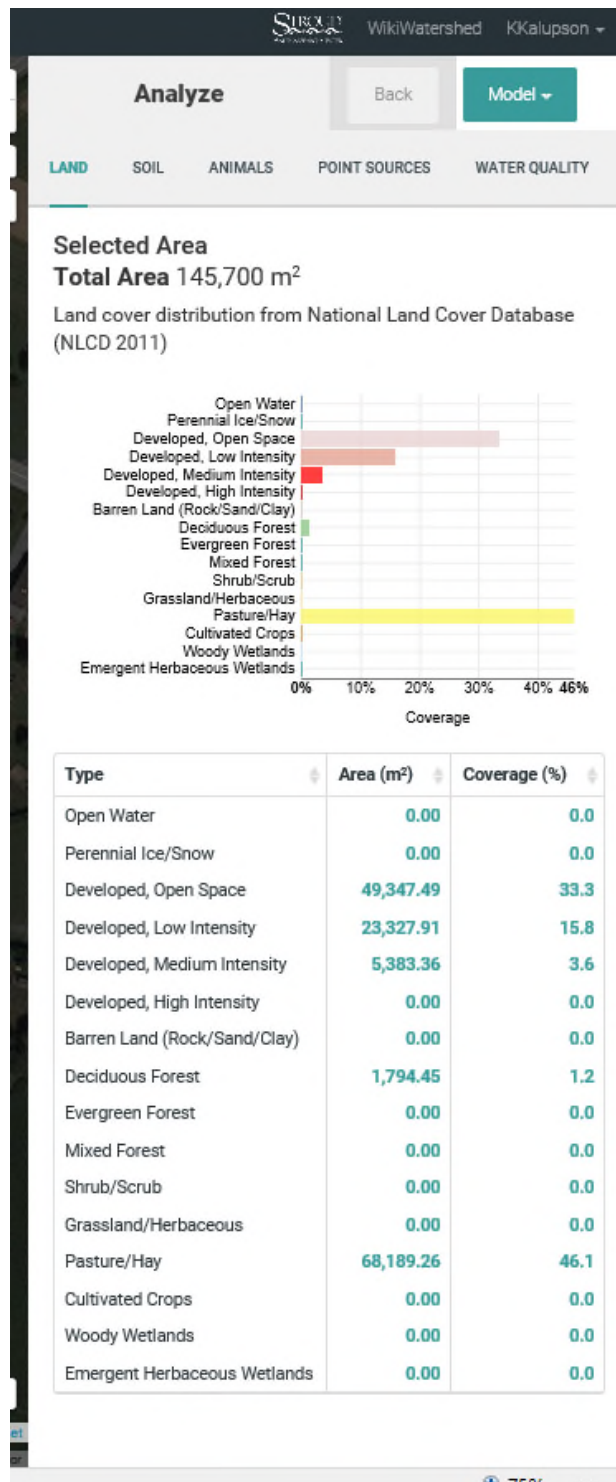 STROUD WikiWatershed KKalupson
Analyze Back Model
LAND SOIL ANIMALS POINT SOURCES WATER QUALITY
Selected Area
Total Area 145,700 m²
Land cover distribution from National Land Cover Database
(NLCD 2011)
Open Water
Perennial Ice/Snow
Developed, Open Space
Developed, Low Intensity
Developed, Medium Intensity
Developed, High Intensity
Barren Land (Rock/Sand/Clay)
Deciduous Forest
Evergreen Forest
Mixed Forest
Shrub/Scrub
Grassland/Herbaceous
Pasture/Hay
Cultivated Crops
Woody Wetlands
Emergent Herbaceous Wetlands
0% 10% 20% 30% 40% 46%
Coverage
Type Area (m²) Coverage (%)
Open Water 0.00 0.0
Perennial Ice/Snow 0.00 0.0
Developed, Open Space 49,347.49 33.3
Developed, Low Intensity 23,327.91 15.8
Developed, Medium Intensity 5,383.36 3.6
Developed, High Intensity 0.00 0.0
Barren Land (Rock/Sand/Clay) 0.00 0.0
Deciduous Forest 1,794.45 1.2
Evergreen Forest 0.00 0.0
Mixed Forest 0.00 0.0
Shrub/Scrub 0.00 0.0
Grassland/Herbaceous 0.00 0.0
Pasture/Hay 68,189.26 46.1
Cultivated Crops 0.00 0.0
Woody Wetlands 0.00 0.0
Emergent Herbaceous Wetlands 0.00 0.0
et